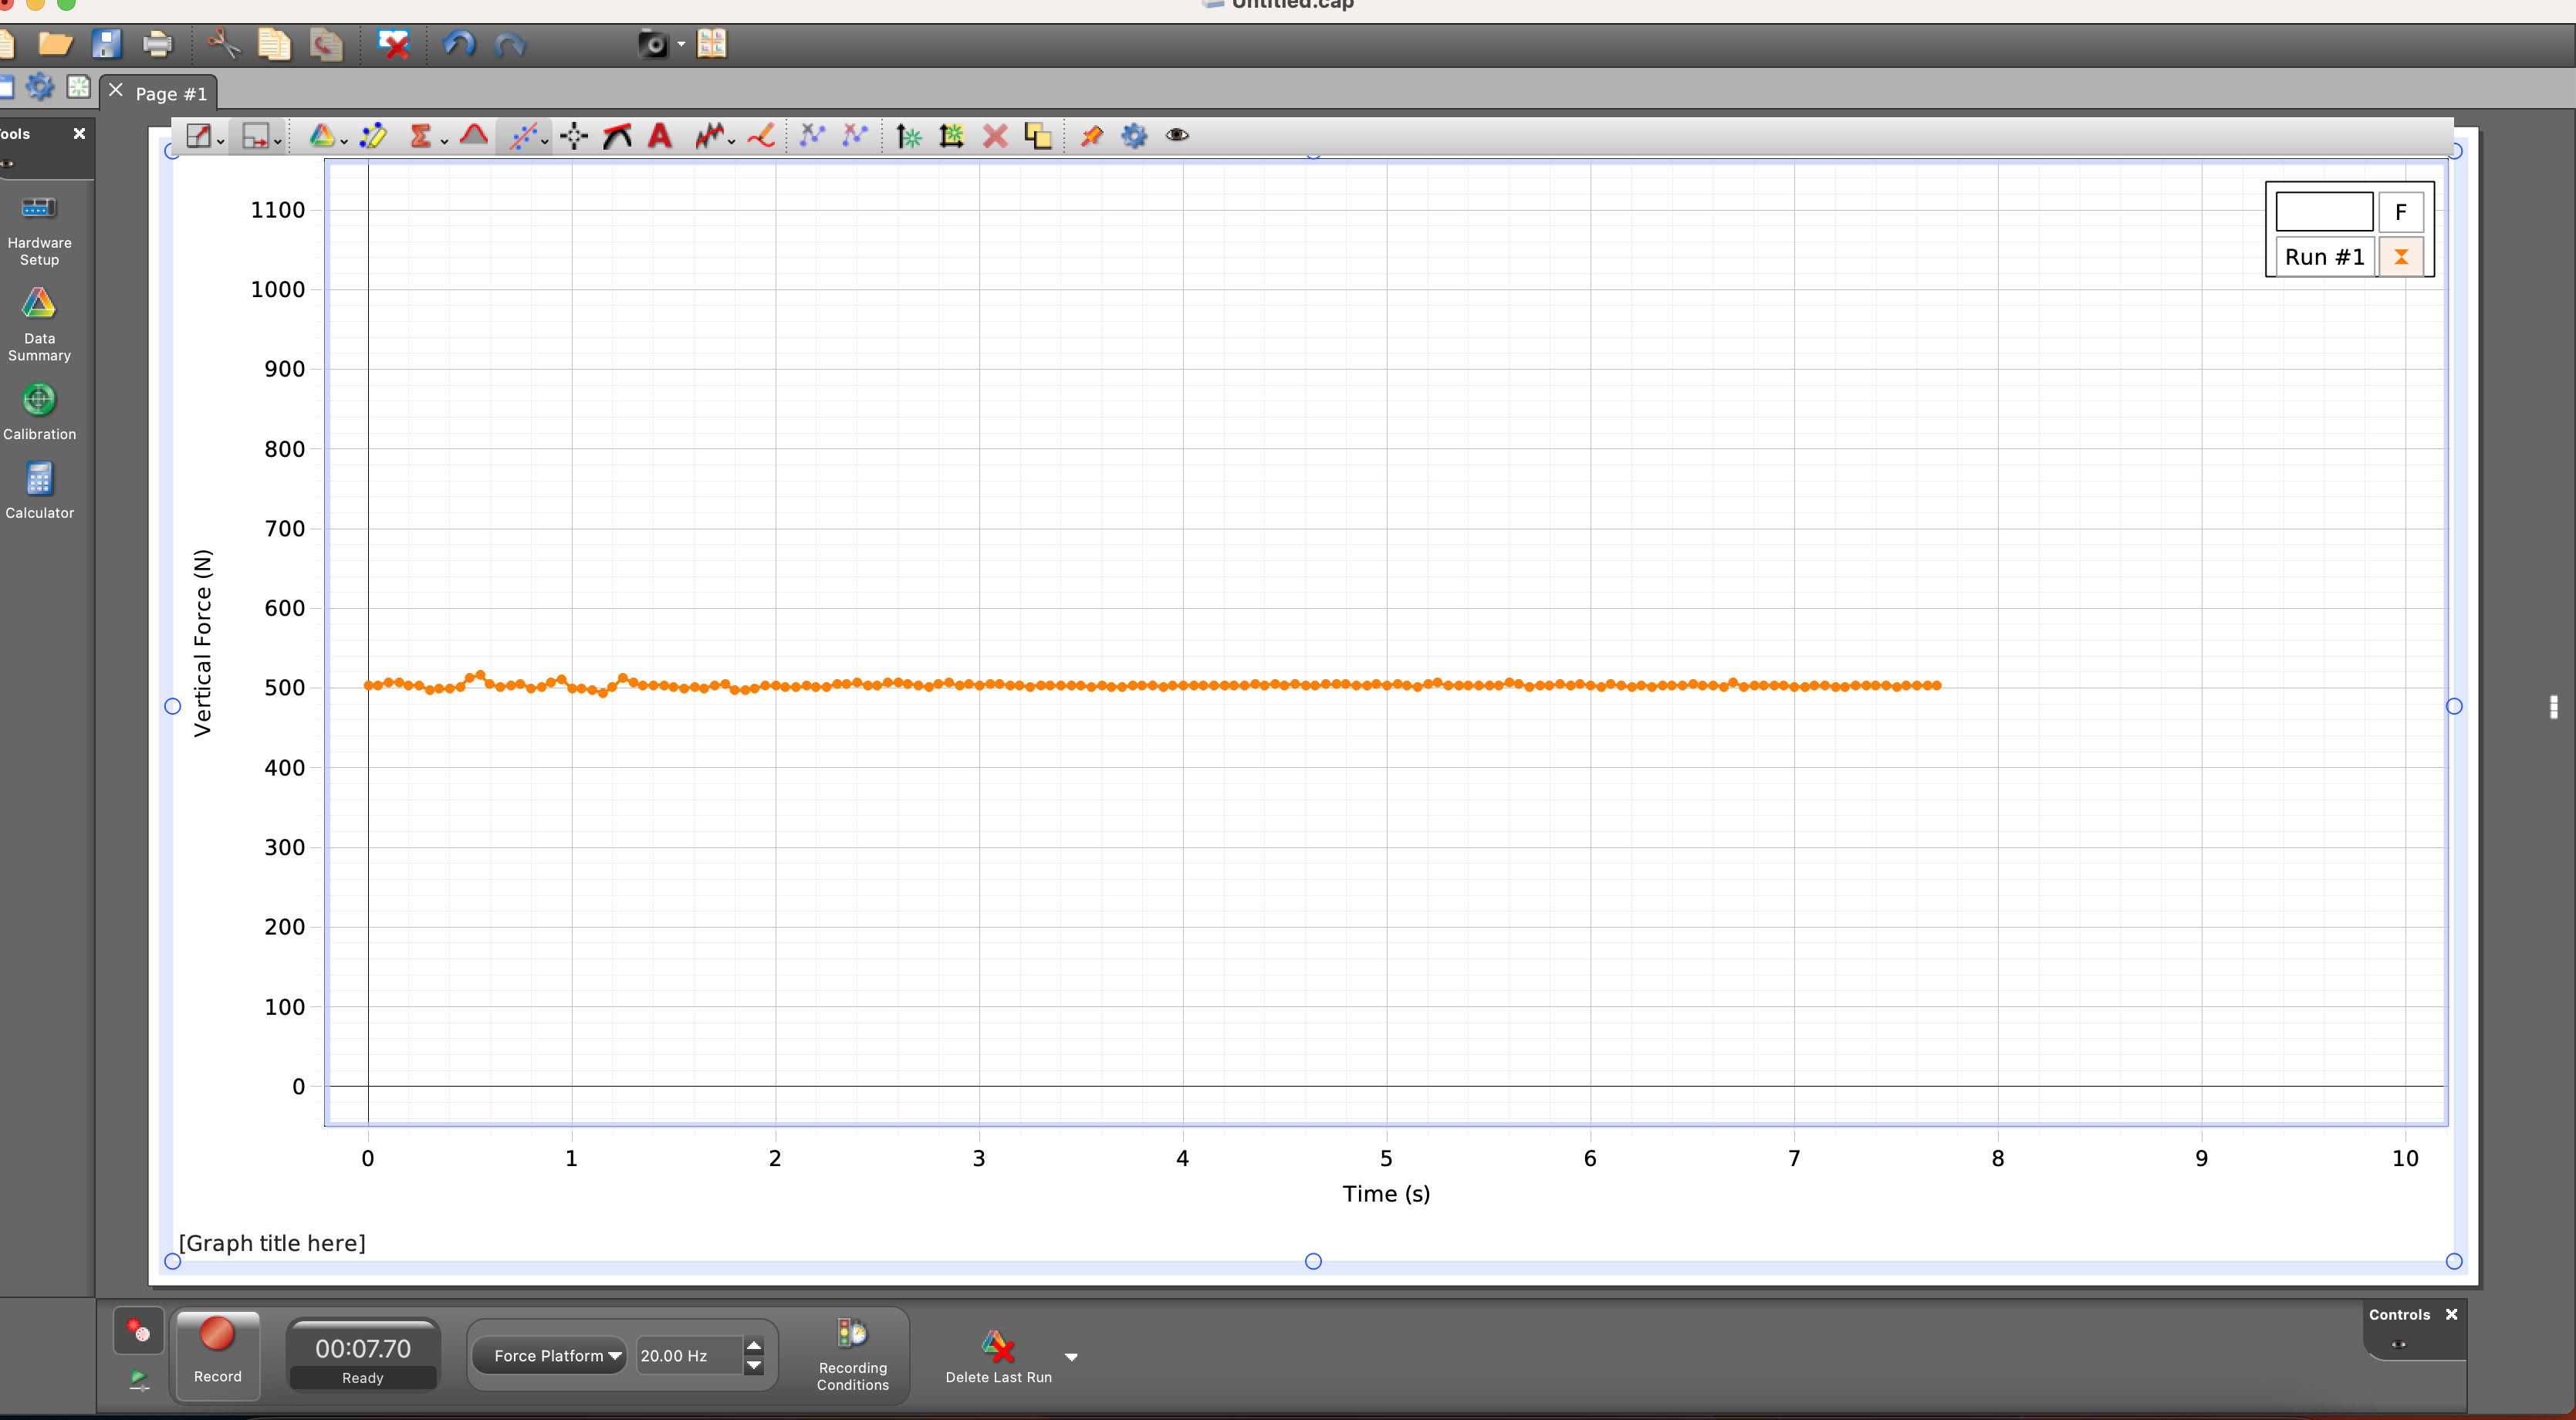 Untitled.cap
Page #1
ools
Hardware
Setup
Data
Summary
Calibration
Calculator
1100
1000
900
800
700
600
500
400
300
200
100
0
Vertical Force (N)
F
Run #1
0 1 2 3 4 5 6 7 8 9 10
Time (s)
[Graph title here]
Record
00:07.70
Ready
Force Platform
20.00 Hz
Recording
Conditions
Delete Last Run
Controls